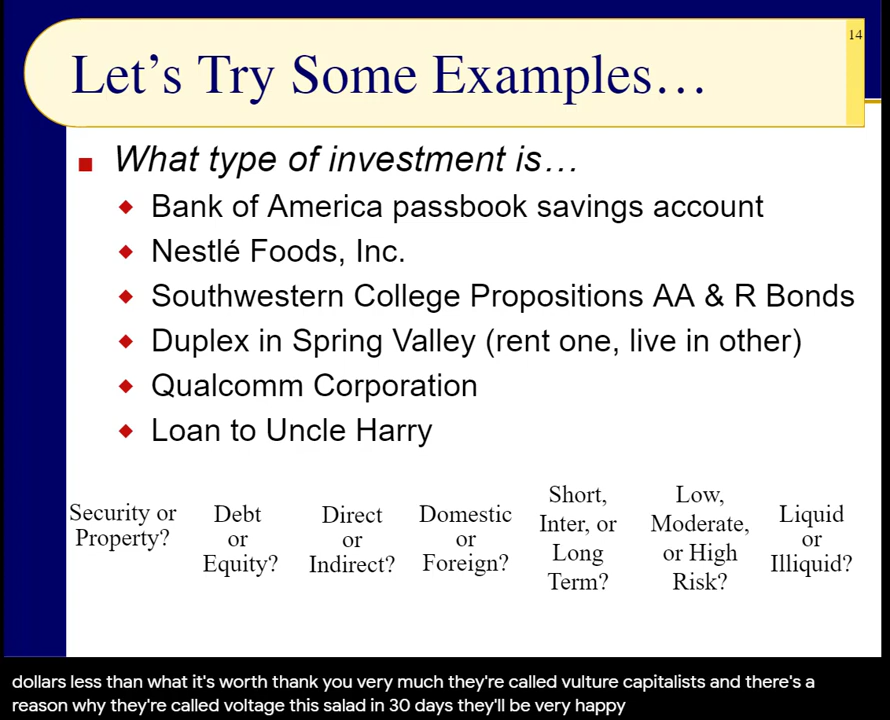 14
Let's Try Some Examples…
What type of investment is…
Bank of America passbook savings account
Nestlé Foods, Inc.
Southwestern College Propositions AA & R Bonds
Duplex in Spring Valley (rent one, live in other)
Qualcomm Corporation
Loan to Uncle Harry
Security or
Property?
Debt
or
Equity?
Direct
or
Indirect?
Domestic
or
Foreign?
Short,
Inter, or
Long
Term?
Low,
Moderate,
or High
Risk?
Liquid
or
Illiquid?
dollars less than what it's worth thank you very much they're called vulture capitalists and there's a
reason why they're called voltage this salad in 30 days they'll be very happy